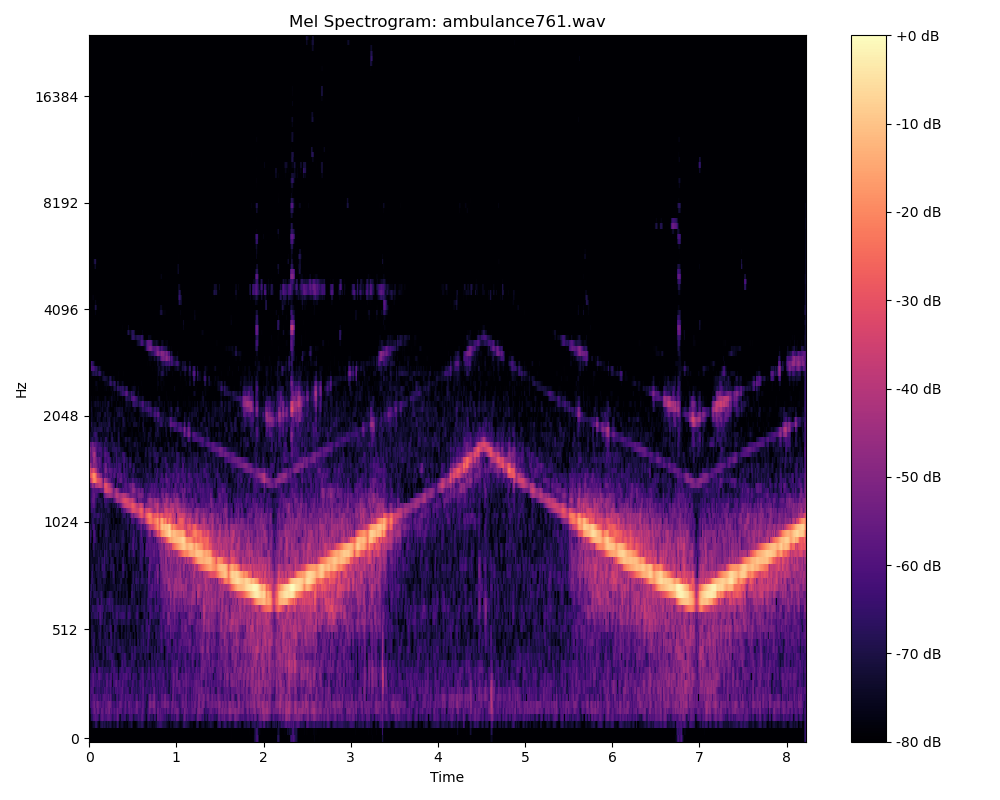 Mel Spectrogram: ambulance761.wav
+0 dB
16384
-10 dB
8192
-20 dB
4096
-30 dB
Hz
2048
-40 dB
-50 dB
1024
-60 dB
512
-70 dB
0
-80 dB
0 1 2 3 4 5 6 7 8
Time